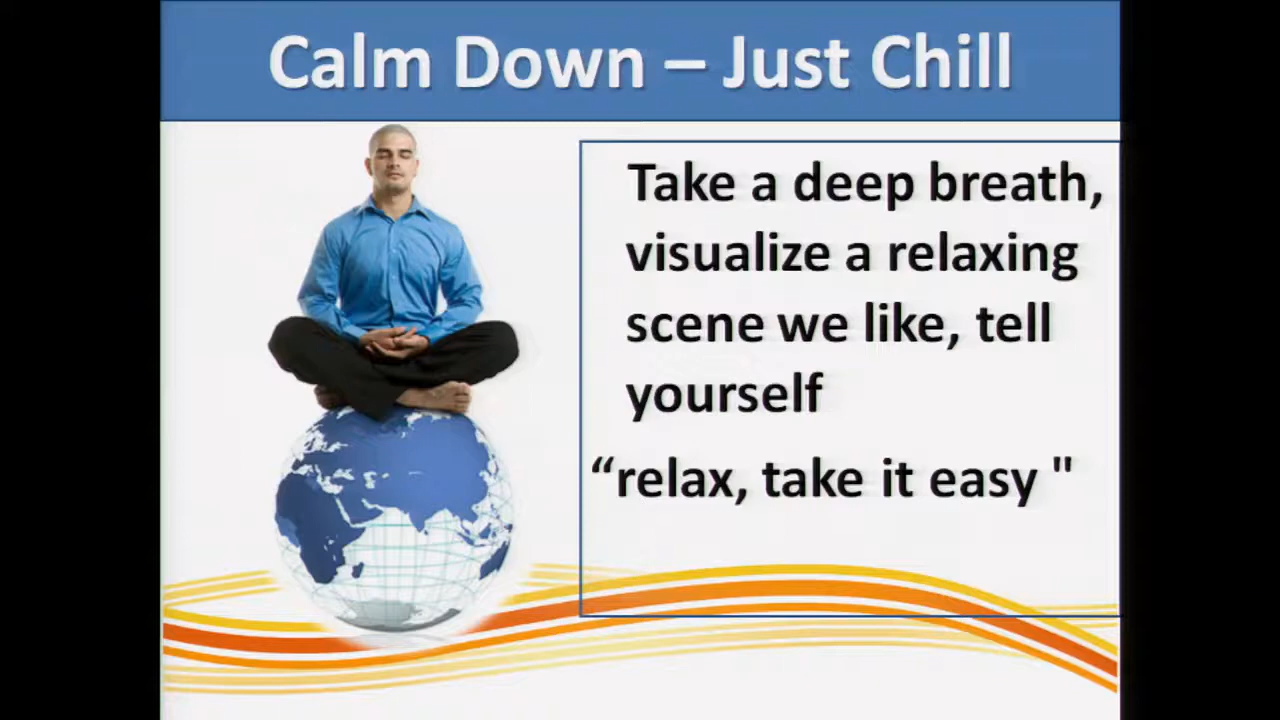 Calm Down – Just Chill
Take a deep breath,
visualize a relaxing
scene we like, tell
yourself
“relax, take it easy "